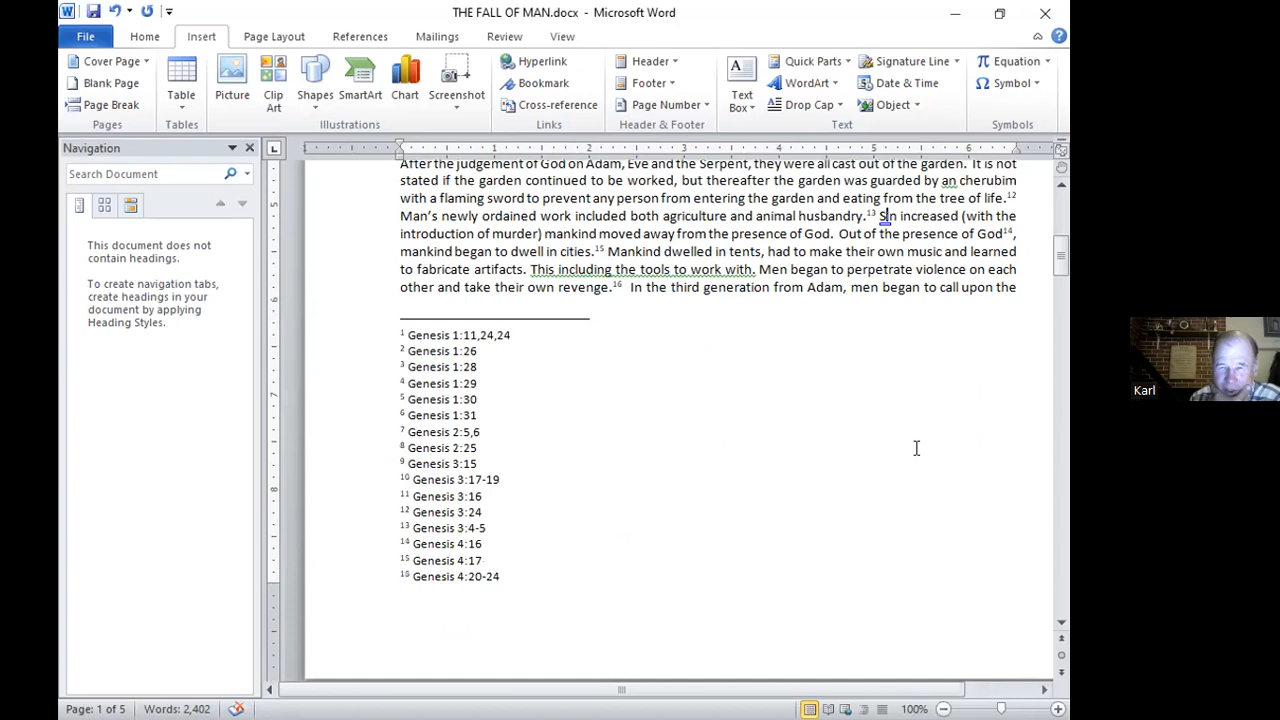 THE FALL OF MAN.docx - Microsoft Word
File Home Insert Page Layout References Mailings Review View
Cover Page
Blank Page
Page Break
Pages
Table
Tables
Picture
Clip Art
Shapes
SmartArt
Chart
Screenshot
Illustrations
Hyperlink
Bookmark
Cross-reference
Links
Header
Footer
Page Number
Header & Footer
Text Box
Quick Parts
WordArt
Drop Cap
Signature Line
Date & Time
Object
Text
Equation
Symbol
Symbols
Navigation
Search Document
This document does not
contain headings.
To create navigation tabs,
create headings in your
document by applying
Heading Styles.
1 2 3 4 5 6
After the judgement of God on Adam, Eve and the Serpent, they were all cast out of the garden. It is not
stated if the garden continued to be worked, but thereafter the garden was guarded by an cherubim
with a flaming sword to prevent any person from entering the garden and eating from the tree of life.12
Man's newly ordained work included both agriculture and animal husbandry.13 Sin increased (with the
introduction of murder) mankind moved away from the presence of God. Out of the presence of God14,
mankind began to dwell in cities.15 Mankind dwelled in tents, had to make their own music and learned
to fabricate artifacts. This including the tools to work with. Men began to perpetrate violence on each
other and take their own revenge.16 In the third generation from Adam, men began to call upon the
1 Genesis 1:11,24,24
2 Genesis 1:26
3 Genesis 1:28
4 Genesis 1:29
5 Genesis 1:30
6 Genesis 1:31
7 Genesis 2:5,6
8 Genesis 2:25
9 Genesis 3:15
10 Genesis 3:17-19
11 Genesis 3:16
12 Genesis 3:24
13 Genesis 3:4-5
14 Genesis 4:16
15 Genesis 4:17
16 Genesis 4:20-24
Karl
Page: 1 of 5 Words: 2,402 100%